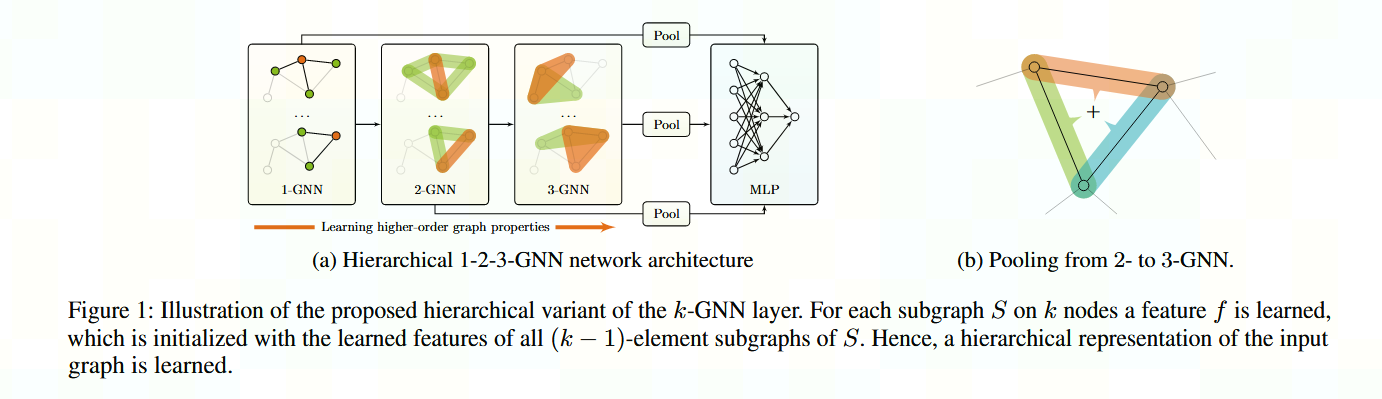 Pool
...
...
...
Pool
1-GNN
2-GNN
3-GNN
MLP
Pool
Learning higher-order graph properties
+
(a) Hierarchical 1-2-3-GNN network architecture
(b) Pooling from 2- to 3-GNN.
Figure 1: Illustration of the proposed hierarchical variant of the k-GNN layer. For each subgraph S on k nodes a feature f is learned,
which is initialized with the learned features of all (k − 1)-element subgraphs of S. Hence, a hierarchical representation of the input
graph is learned.